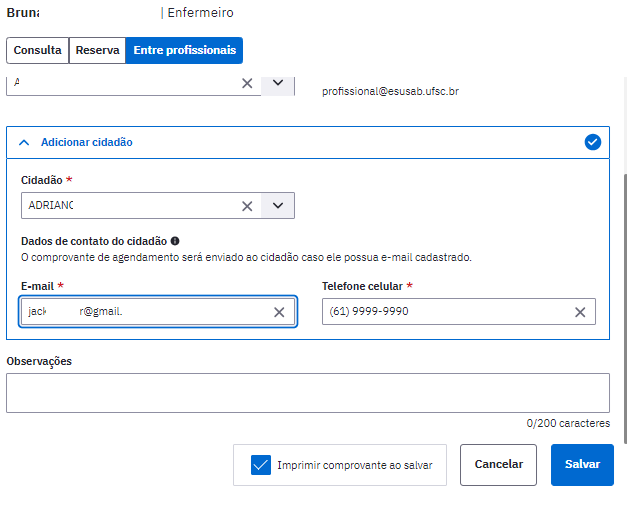 Bruna | Enfermeiro
Consulta Reserva Entre profissionais
profissional@esusab.ufsc.br
Adicionar cidadão
Cidadão *
ADRIANO
Dados de contato do cidadão
O comprovante de agendamento será enviado ao cidadão caso ele possua e-mail cadastrado.
E-mail * Telefone celular *
jack r@gmail. (61) 9999-9990
Observações
0/200 caracteres
Imprimir comprovante ao salvar Cancelar Salvar